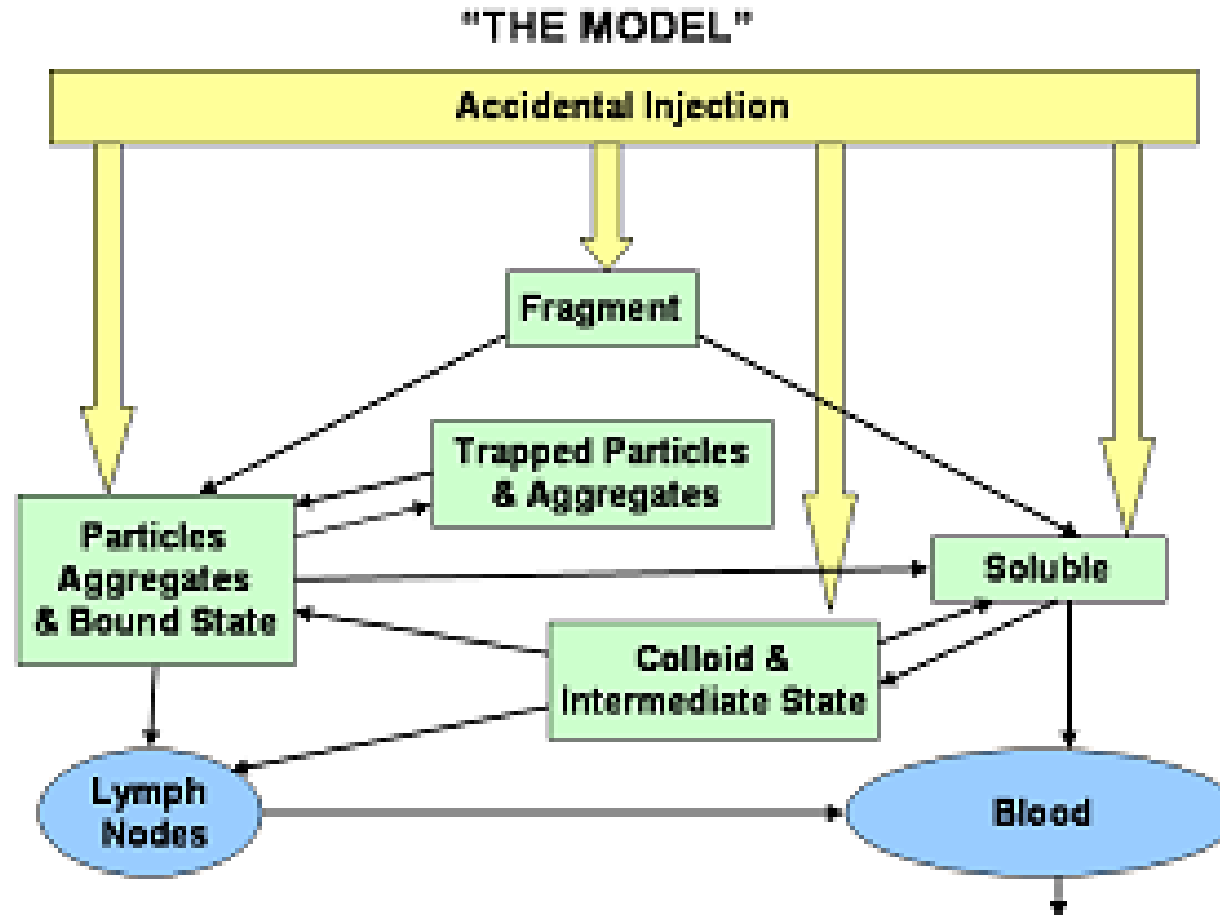 "THE MODEL"
Accidental Injection
Fragment
Trapped Particles
& Aggregates
Particles
Aggregates
& Bound State
Soluble
Colloid &
Intermediate State
Lymph
Nodes
Blood